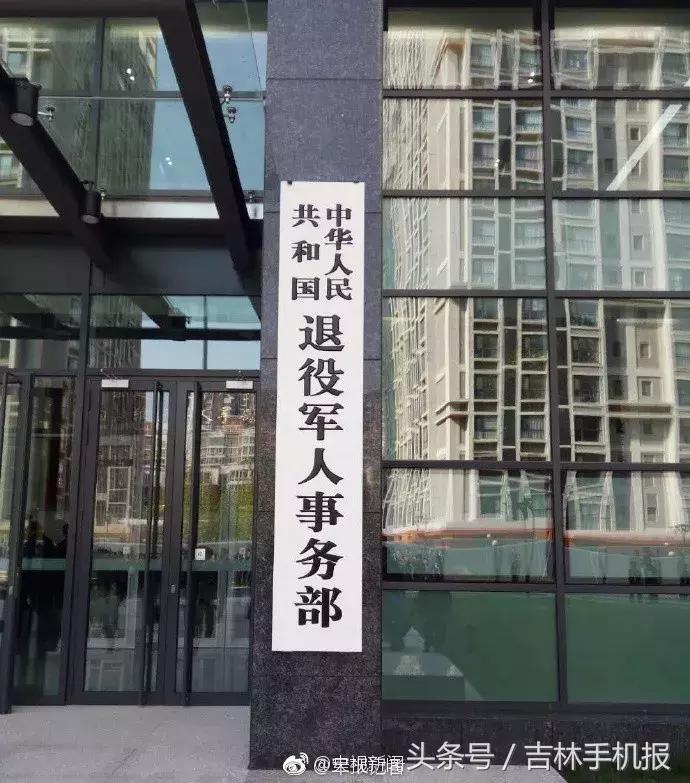 中华人民
共和国
退役军人事务部
头条号／吉林手机报